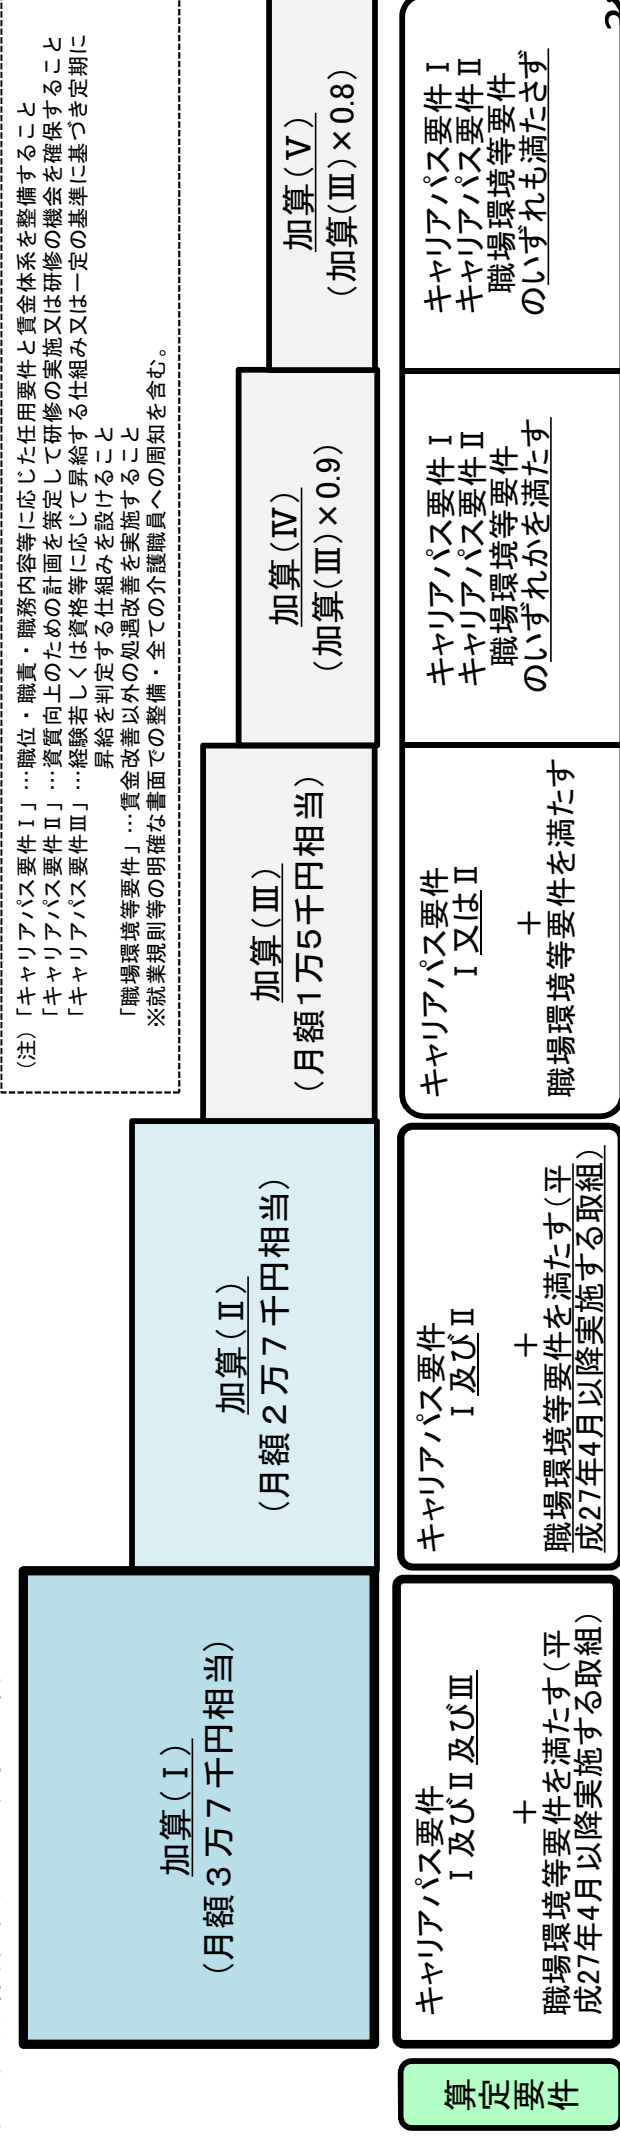 (注)「キャリアパス要件Ⅰ」…職位・職責・職務内容等に応じた任用要件と賃金体系を整備すること
「キャリアパス要件Ⅱ」…資質向上のための計画を策定して研修の実施又は研修の機会を確保すること
「キャリアパス要件Ⅲ」…経験若しくは資格等に応じて昇給する仕組み又は一定の基準に基づき定期に
昇給を判定する仕組みを設けること
「職場環境等要件」…賃金改善以外の処遇改善を実施すること
※就業規則等の明確な書面での整備・全ての介護職員への周知を含む。
加算(Ⅰ)
(月額3万7千円相当)
加算(Ⅱ)
(月額2万7千円相当)
加算(Ⅲ)
(月額1万5千円相当)
加算(Ⅳ)
(加算(Ⅲ)×0.9)
加算(Ⅴ)
(加算(Ⅲ)×0.8)
算定要件
キャリアパス要件
Ⅰ及びⅡ及びⅢ
+
職場環境等要件を満たす(平
成27年4月以降実施する取組)
キャリアパス要件
Ⅰ及びⅡ
+
職場環境等要件を満たす(平
成27年4月以降実施する取組)
キャリアパス要件
Ⅰ又はⅡ
+
職場環境等要件を満たす
キャリアパス要件Ⅰ
キャリアパス要件Ⅱ
職場環境等要件
のいずれかを満たす
キャリアパス要件Ⅰ
キャリアパス要件Ⅱ
職場環境等要件
のいずれも満たさず